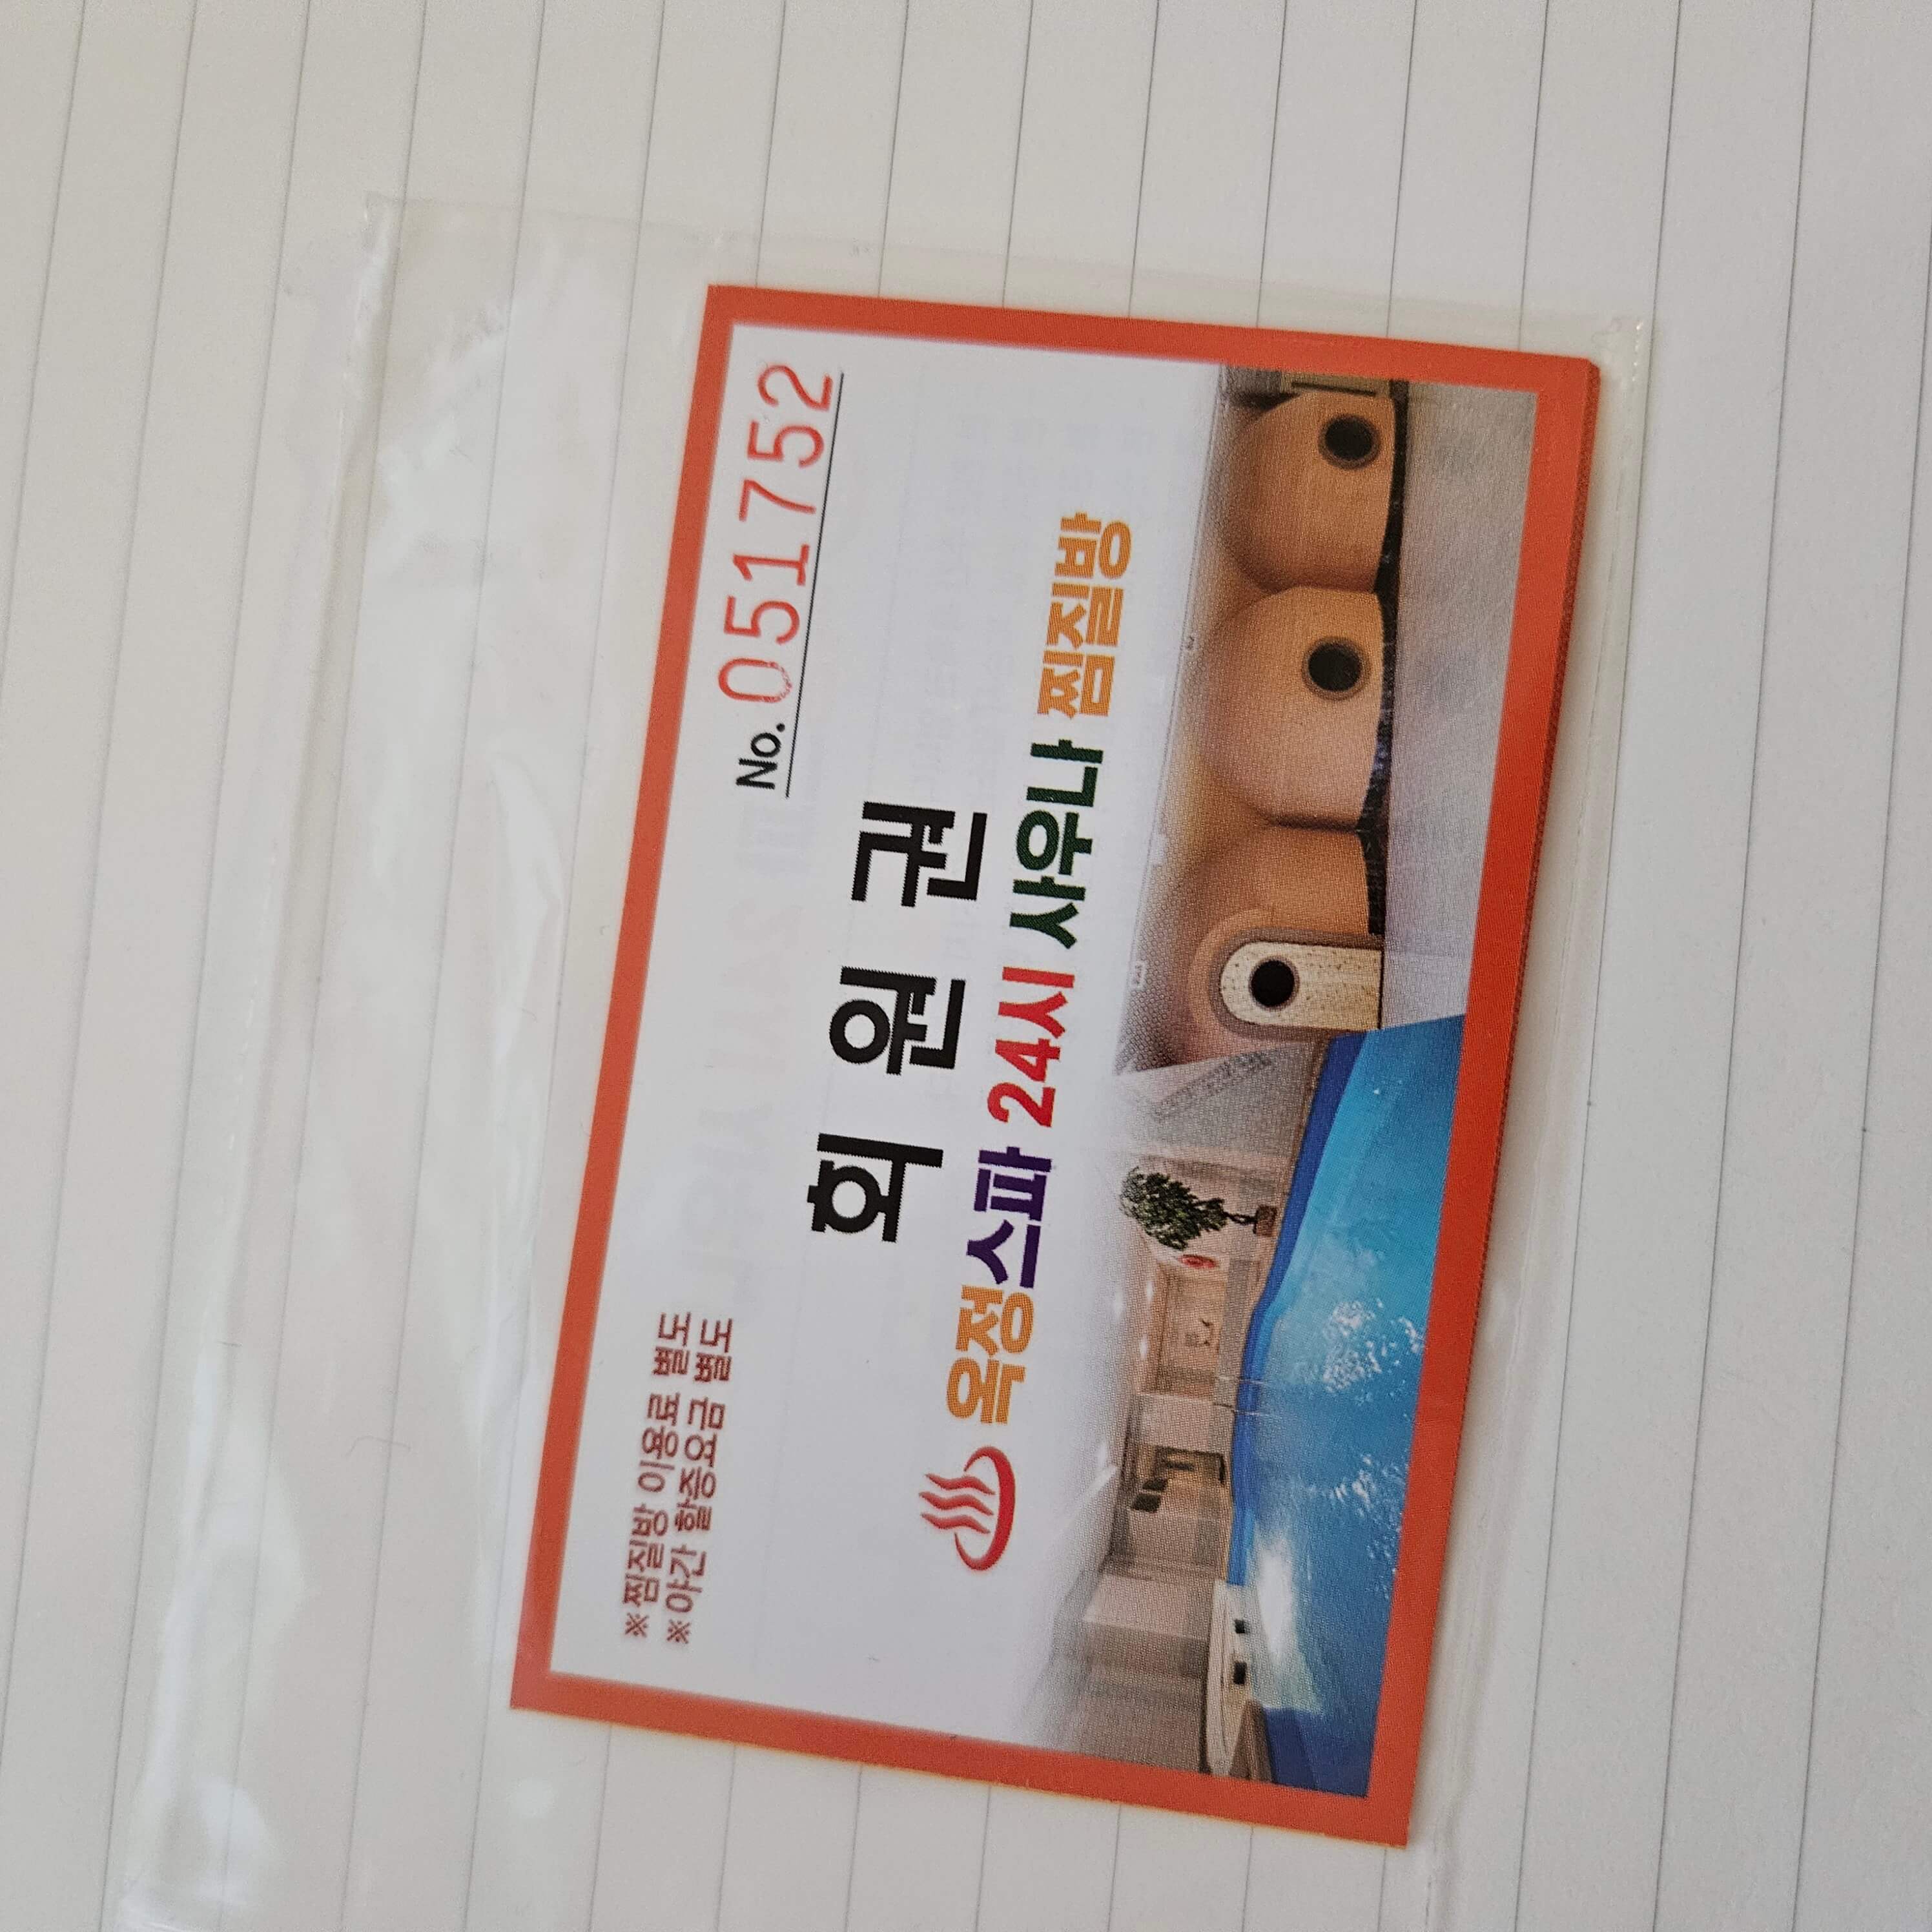 ※찜질방 이용료 별도
※야간 할증요금 별도
No. 051752
회 원 권
옥정스파 24시 사우나 찜질방